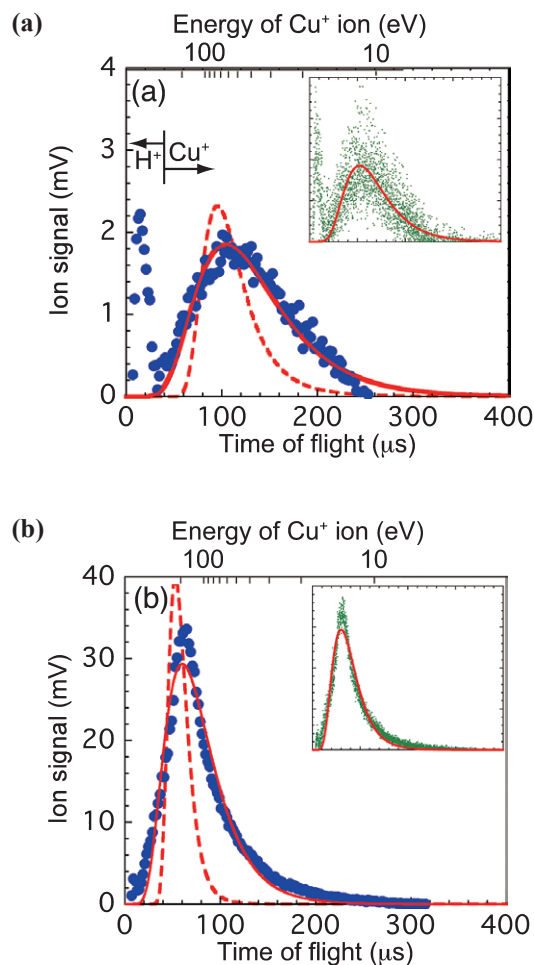 (a)
Energy of Cu⁺ ion (eV)
100 10
4
(a)
H⁺ Cu⁺
3
2
1
0
Ion signal (mV)
0 100 200 300 400
Time of flight (μs)
(b)
Energy of Cu⁺ ion (eV)
100 10
40
(b)
30
20
10
0
Ion signal (mV)
0 100 200 300 400
Time of flight (μs)